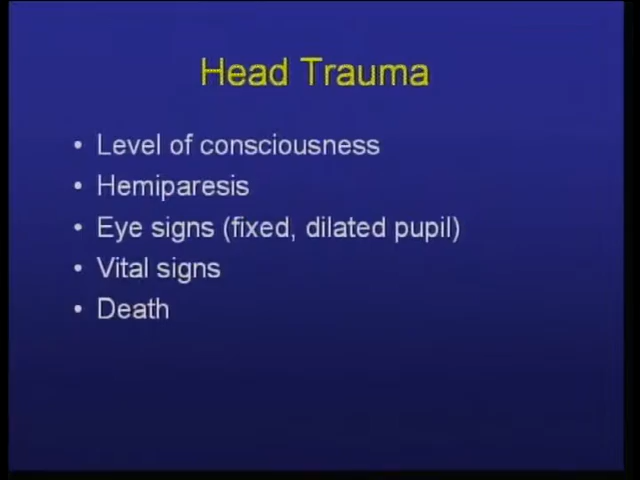 Head Trauma
• Level of consciousness
• Hemiparesis
• Eye signs (fixed, dilated pupil)
• Vital signs
• Death